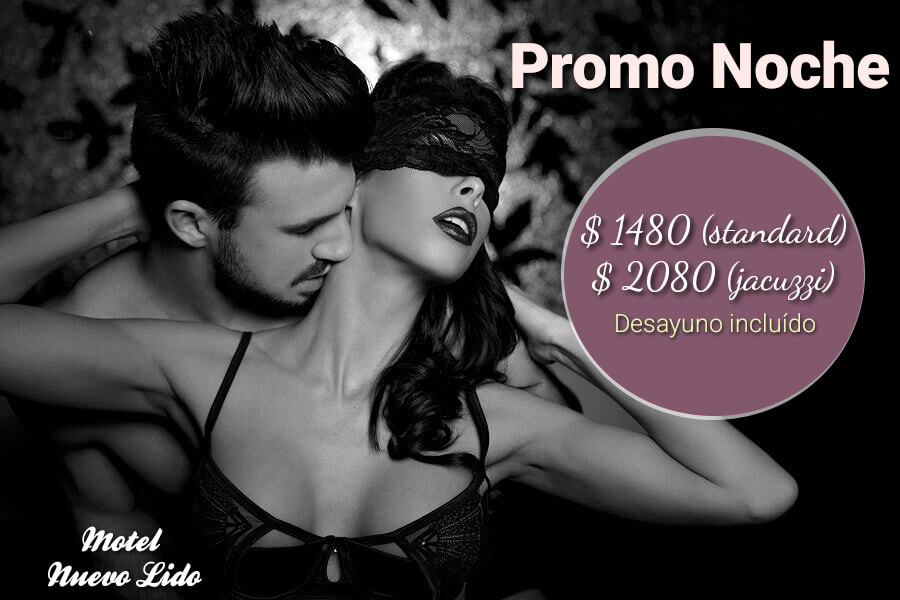 Promo Noche
$ 1480 (standard)
$ 2080 (jacuzzi)
Desayuno incluído
Motel
Nuevo Lido